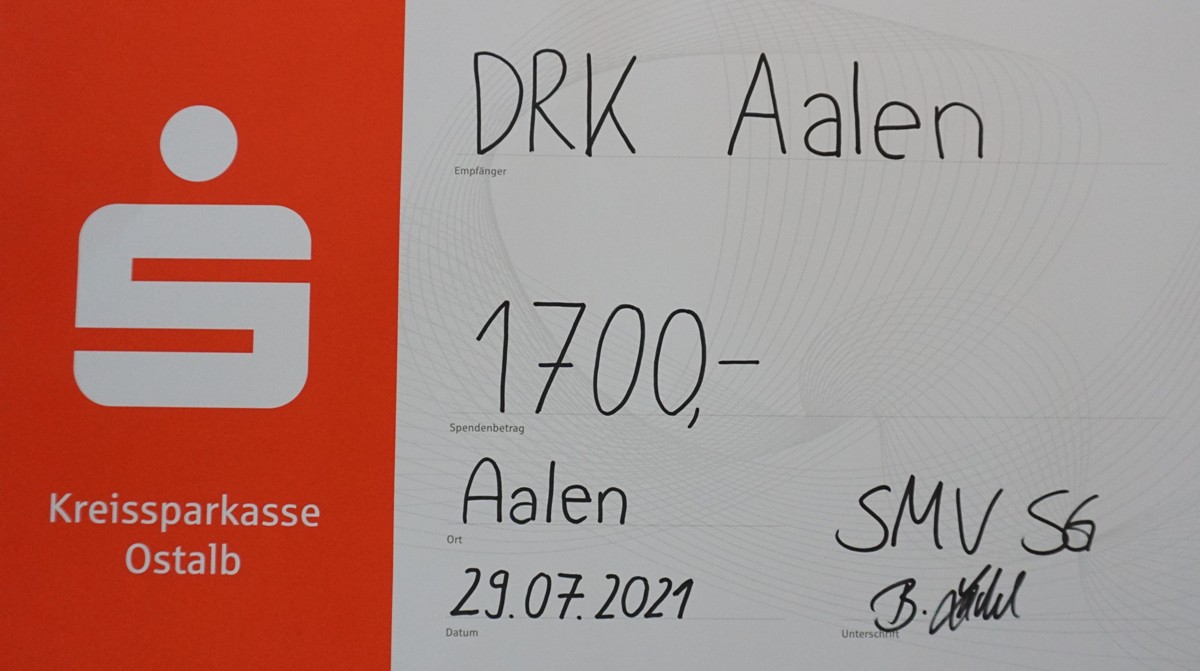 DRK Aalen
Empfänger
1700,-
Spendenbetrag
Aalen
Ort
29.07.2021
Datum
SMV SG
B.
Unterschrift
Kreissparkasse
Ostalb